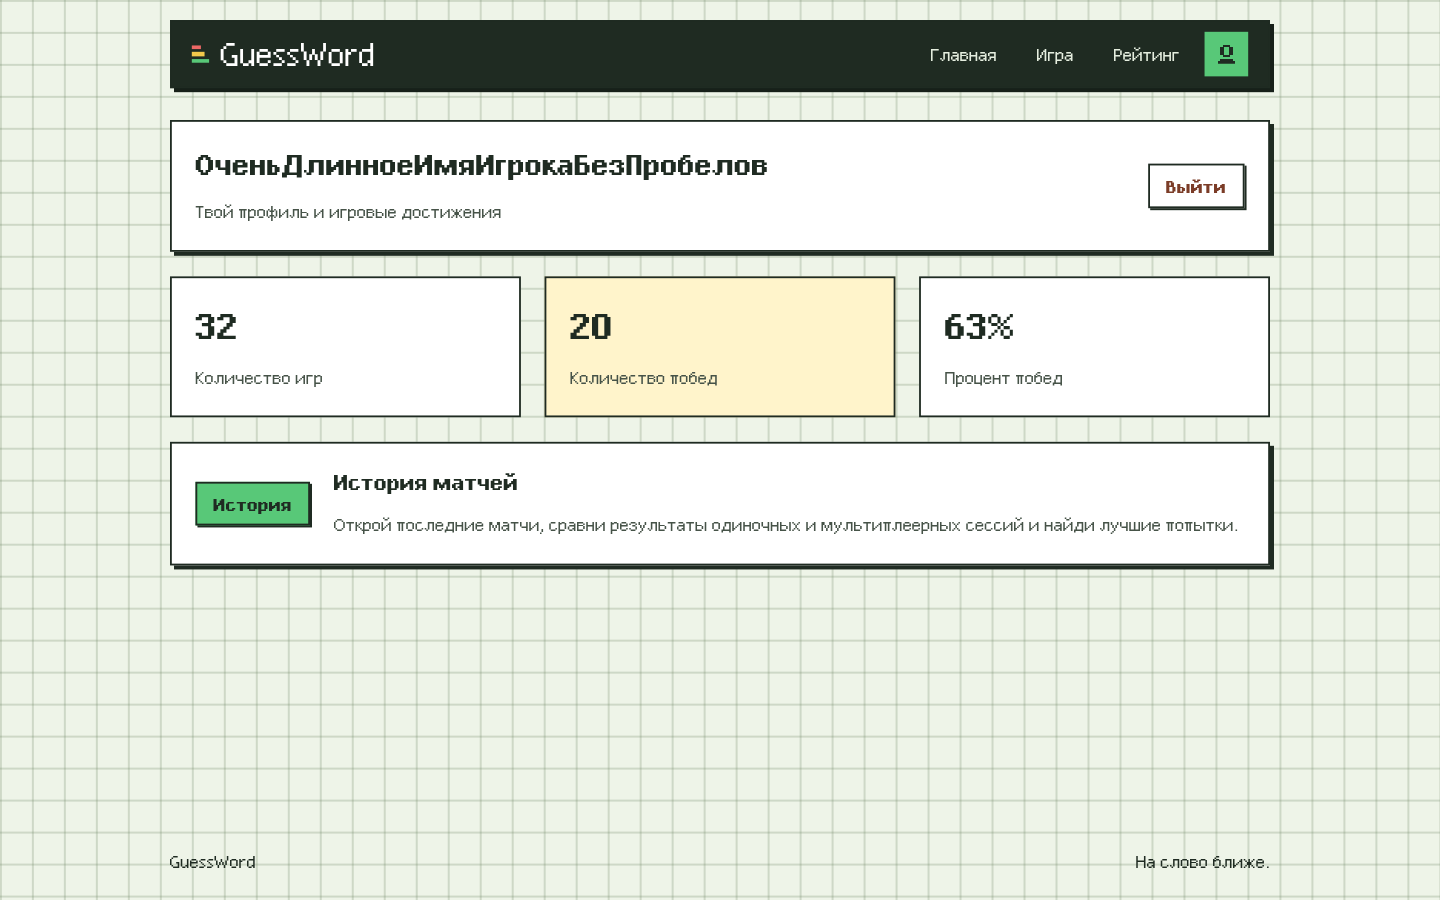 GuessWord
Главная Игра Рейтинг
ОченьДлинноеИмяИгрокаБезПробелов
Твой профиль и игровые достижения
Выйти
32
Количество игр
20
Количество побед
63%
Процент побед
История
История матчей
Открой последние матчи, сравни результаты одиночных и мультиплеерных сессий и найди лучшие попытки.
GuessWord
На слово ближе.